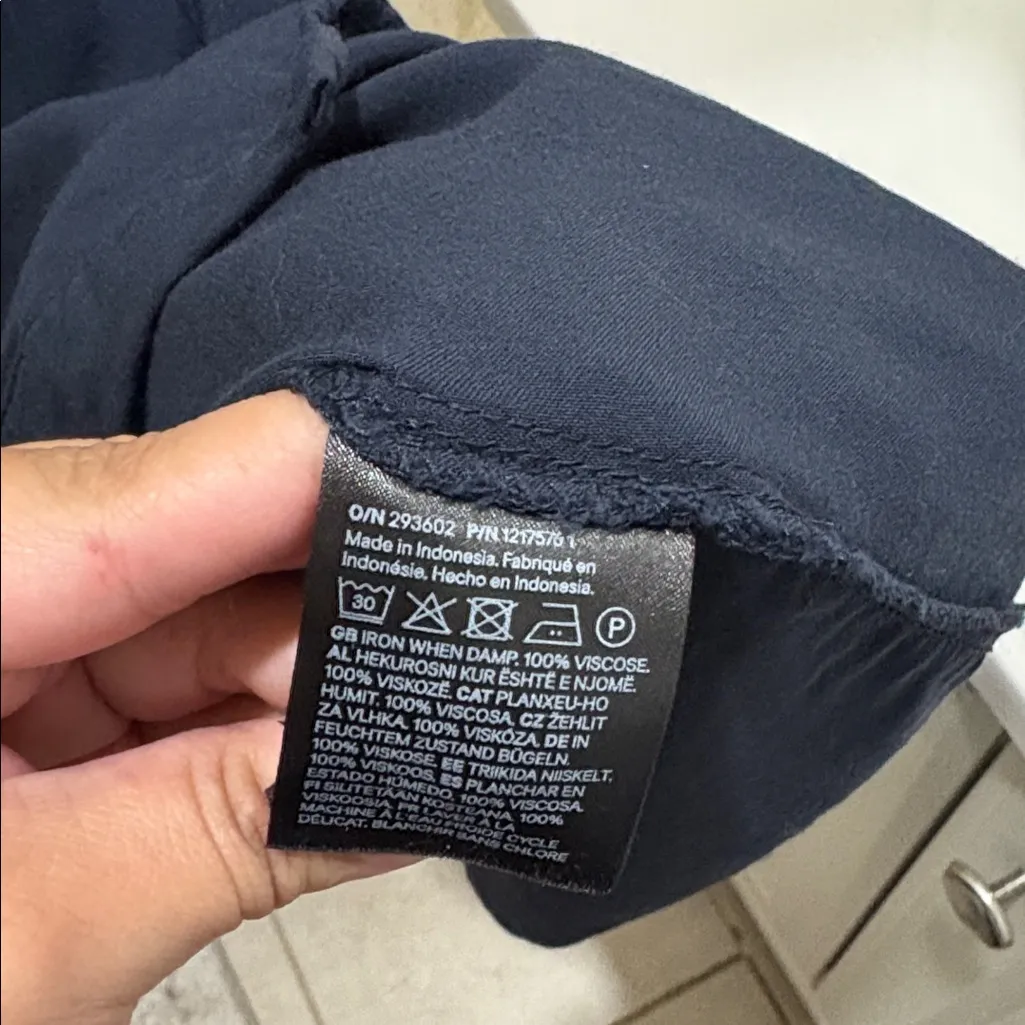 O/N 293602 P/N 1217570 1
Made in Indonesia. Fabriqué en
Indonésie. Hecho en Indonesia.
30 P
GB IRON WHEN DAMP. 100% VISCOSE.
AL HEKUROSNI KUR ËSHTË E NJOMË.
100% VISKOZË. CAT PLANXEU-HO
HUMIT. 100% VISCOSA. CZ ŽEHLIT
ZA VLHKA. 100% VISKÓZA. DE IN
FEUCHTEM ZUSTAND BÜGELN.
100% VISKOSE. EE TRIIKIDA NIISKELT.
100% VISKOOS. ES PLANCHAR EN
ESTADO HÚMEDO. 100% VISCOSA.
FI SILITETÄÄN KOSTEANA. 100%
VISKOOSIA. PR LAVER À LA
MACHINE À L'EAU FROIDE CYCLE
DÉLICAT. BLANCHIR SANS CHLORE